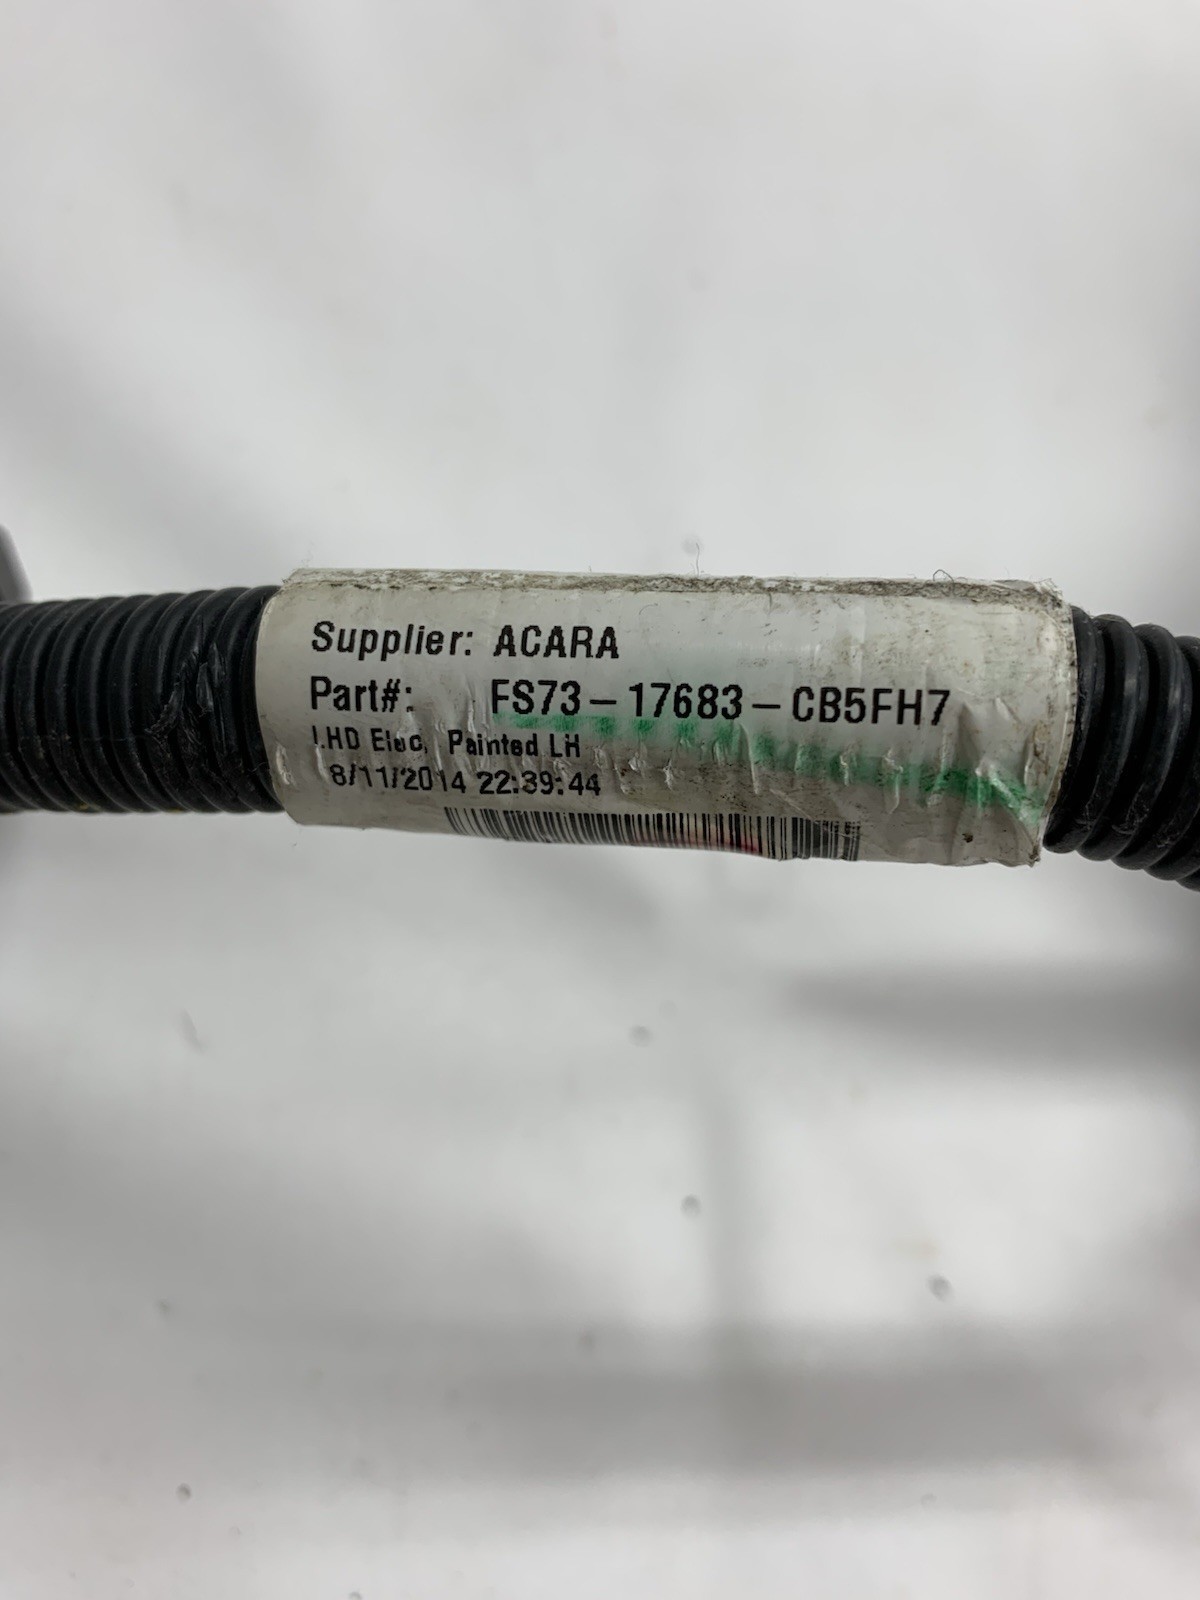 Supplier: ACARA
Part#: FS73-17683-CB5FH7
LHD Elec, Painted LH
8/11/2014 22:39:44